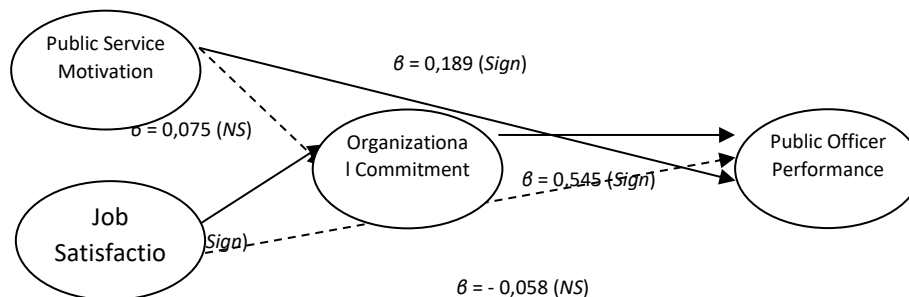 Public Service
Motivation
β = 0,189 (Sign)
= 0,075 (NS)
Organizationa
l Commitment
Public Officer
Performance
β = 0,545 (Sign)
Job
Satisfactio
Sign)
β = - 0,058 (NS)